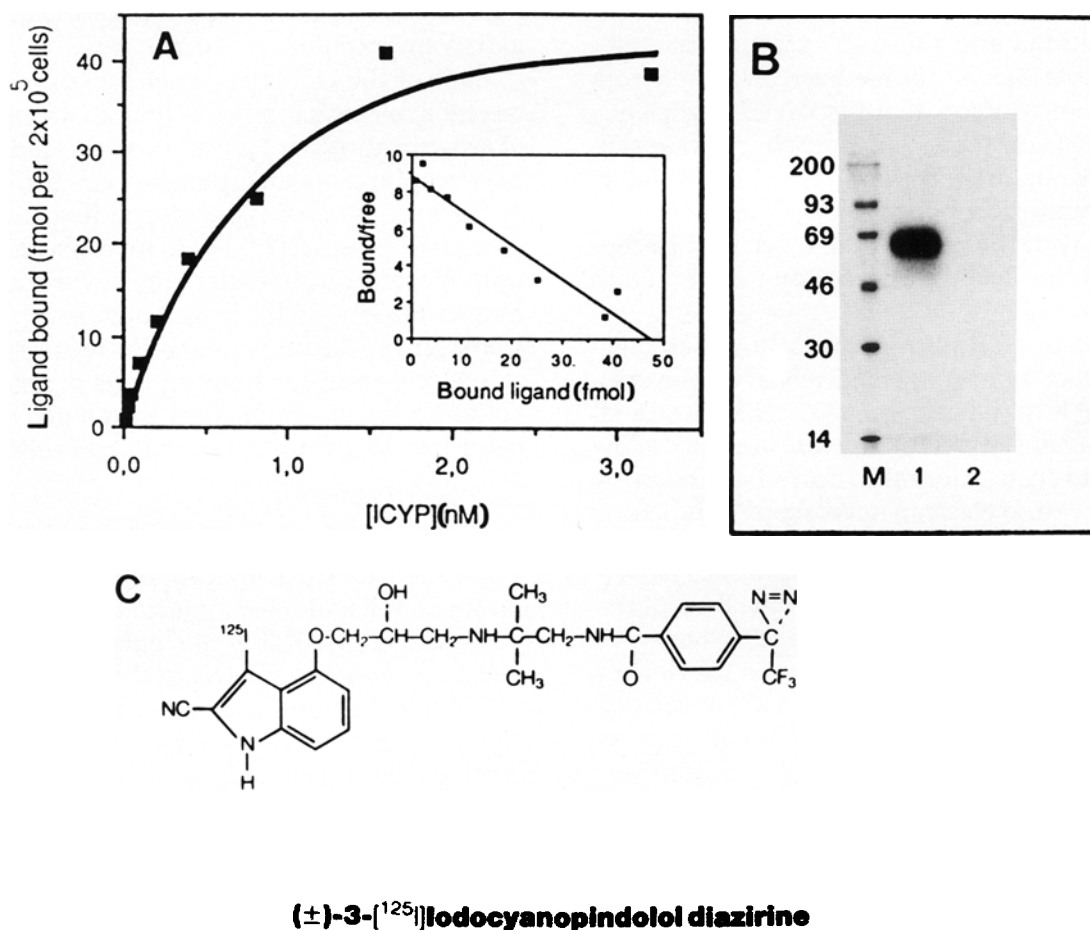 A
Ligand bound (fmol per 2x10⁵ cells)
40
30
20
10
0
0,0
1,0
2,0
3,0
[ICYP](nM)
Bound/free
10
8
6
4
2
0
0
10
20
30
40
50
Bound ligand(fmol)
B
200
93
69
46
30
14
M 1 2
C
125I
OH
CH3
N=N
O-CH2-CH-CH2-NH-C-CH2-NH-C
C
CH3
O
CF3
NC
N
H
(±)-3-[125I]Iodocyanopindolol diazirine